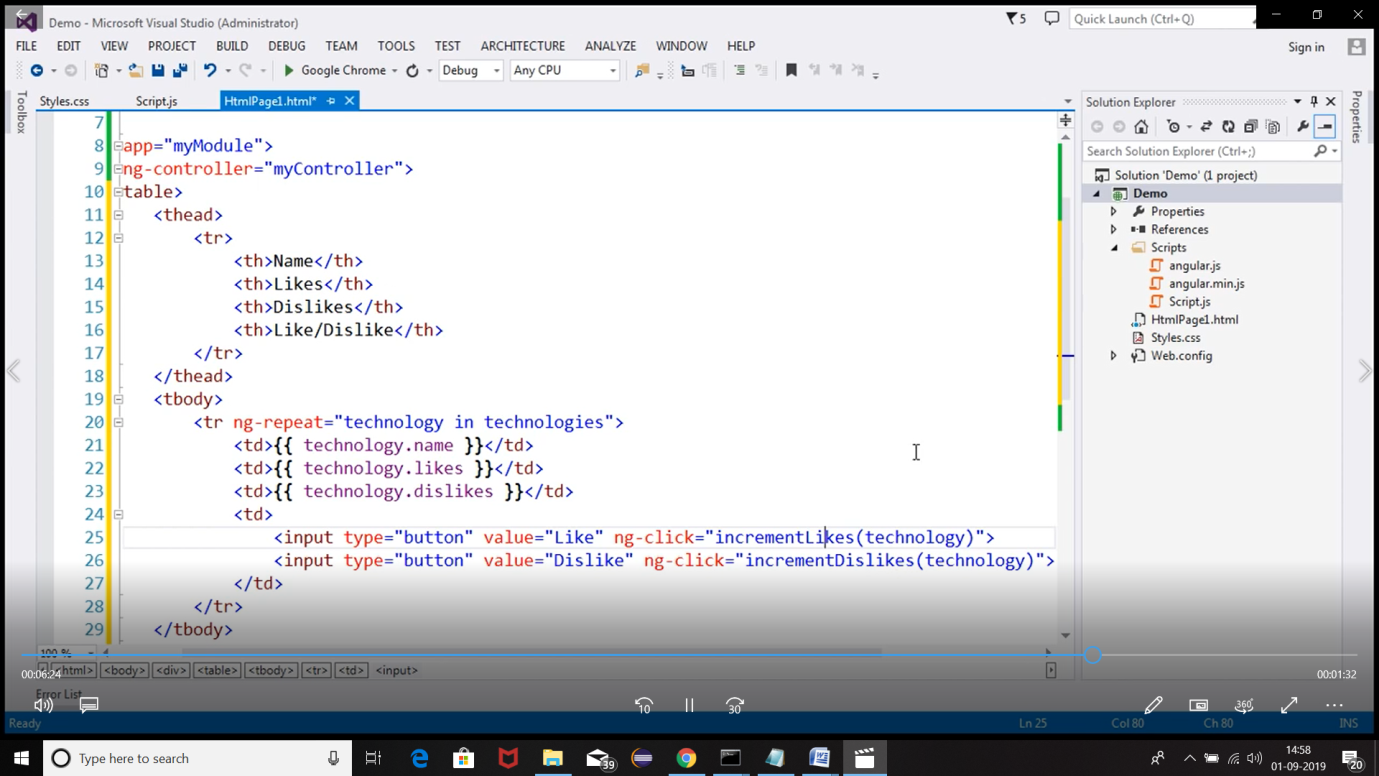 Demo - Microsoft Visual Studio (Administrator)
5
Quick Launch (Ctrl+Q)
FILE EDIT VIEW PROJECT BUILD DEBUG TEAM TOOLS TEST ARCHITECTURE ANALYZE WINDOW HELP
Sign in
Google Chrome Debug Any CPU
Toolbox
Styles.css Script.js HtmlPage1.html*
7
8 app="myModule">
9 ng-controller="myController">
10 table>
11 <thead>
12 <tr>
13 <th>Name</th>
14 <th>Likes</th>
15 <th>Dislikes</th>
16 <th>Like/Dislike</th>
17 </tr>
18 </thead>
19 <tbody>
20 <tr ng-repeat="technology in technologies">
21 <td>{{ technology.name }}</td>
22 <td>{{ technology.likes }}</td>
23 <td>{{ technology.dislikes }}</td>
24 <td>
25 <input type="button" value="Like" ng-click="incrementLikes(technology)">
26 <input type="button" value="Dislike" ng-click="incrementDislikes(technology)">
27 </td>
28 </tr>
29 </tbody>
100 %
<html> <body> <div> <table> <tbody> <tr> <td> <input>
Solution Explorer
Search Solution Explorer (Ctrl+;)
Solution 'Demo' (1 project)
Demo
Properties
References
Scripts
angular.js
angular.min.js
Script.js
HtmlPage1.html
Styles.css
Web.config
Properties
00:06:24
00:01:32
Error List
10
30
360
Ready
Ln 25 Col 80 Ch 80 INS
Type here to search
39
14:58
01-09-2019
20